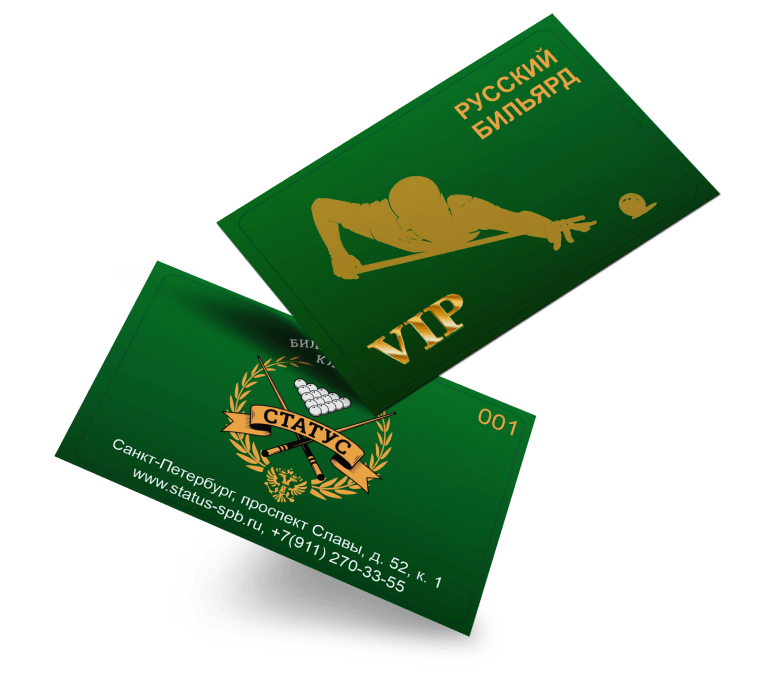 РУССКИЙ
БИЛЬЯРД
VIP
001
СТАТУС
Санкт-Петербург, проспект Славы, д. 52, к. 1
www.status-spb.ru, +7(911) 270-33-55